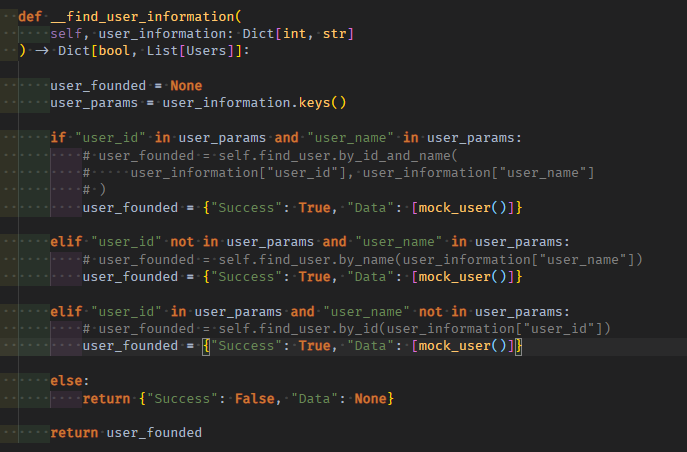 def __find_user_information(
    self, user_information: Dict[int, str]
) -> Dict[bool, List[Users]]:
    user_founded = None
    user_params = user_information.keys()
    if "user_id" in user_params and "user_name" in user_params:
        # user_founded = self.find_user.by_id_and_name(
        #     user_information["user_id"], user_information["user_name"]
        # )
        user_founded = {"Success": True, "Data": [mock_user()]}
    elif "user_id" not in user_params and "user_name" in user_params:
        # user_founded = self.find_user.by_name(user_information["user_name"])
        user_founded = {"Success": True, "Data": [mock_user()]}
    elif "user_id" in user_params and "user_name" not in user_params:
        # user_founded = self.find_user.by_id(user_information["user_id"])
        user_founded = {"Success": True, "Data": [mock_user()]}
    else:
        return {"Success": False, "Data": None}
    return user_founded